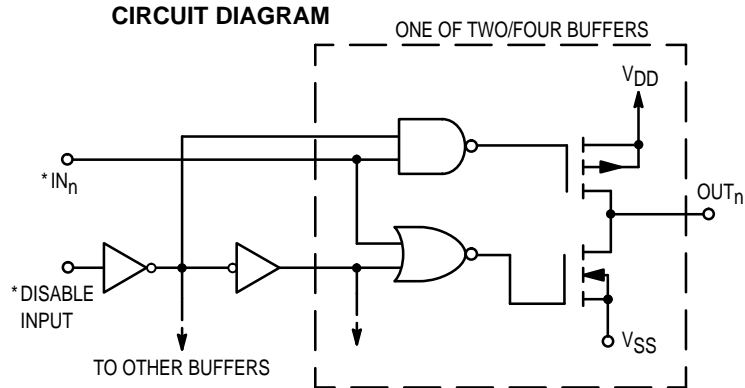 CIRCUIT DIAGRAM
ONE OF TWO/FOUR BUFFERS
VDD
*INn
OUTn
*DISABLE
INPUT
VSS
TO OTHER BUFFERS